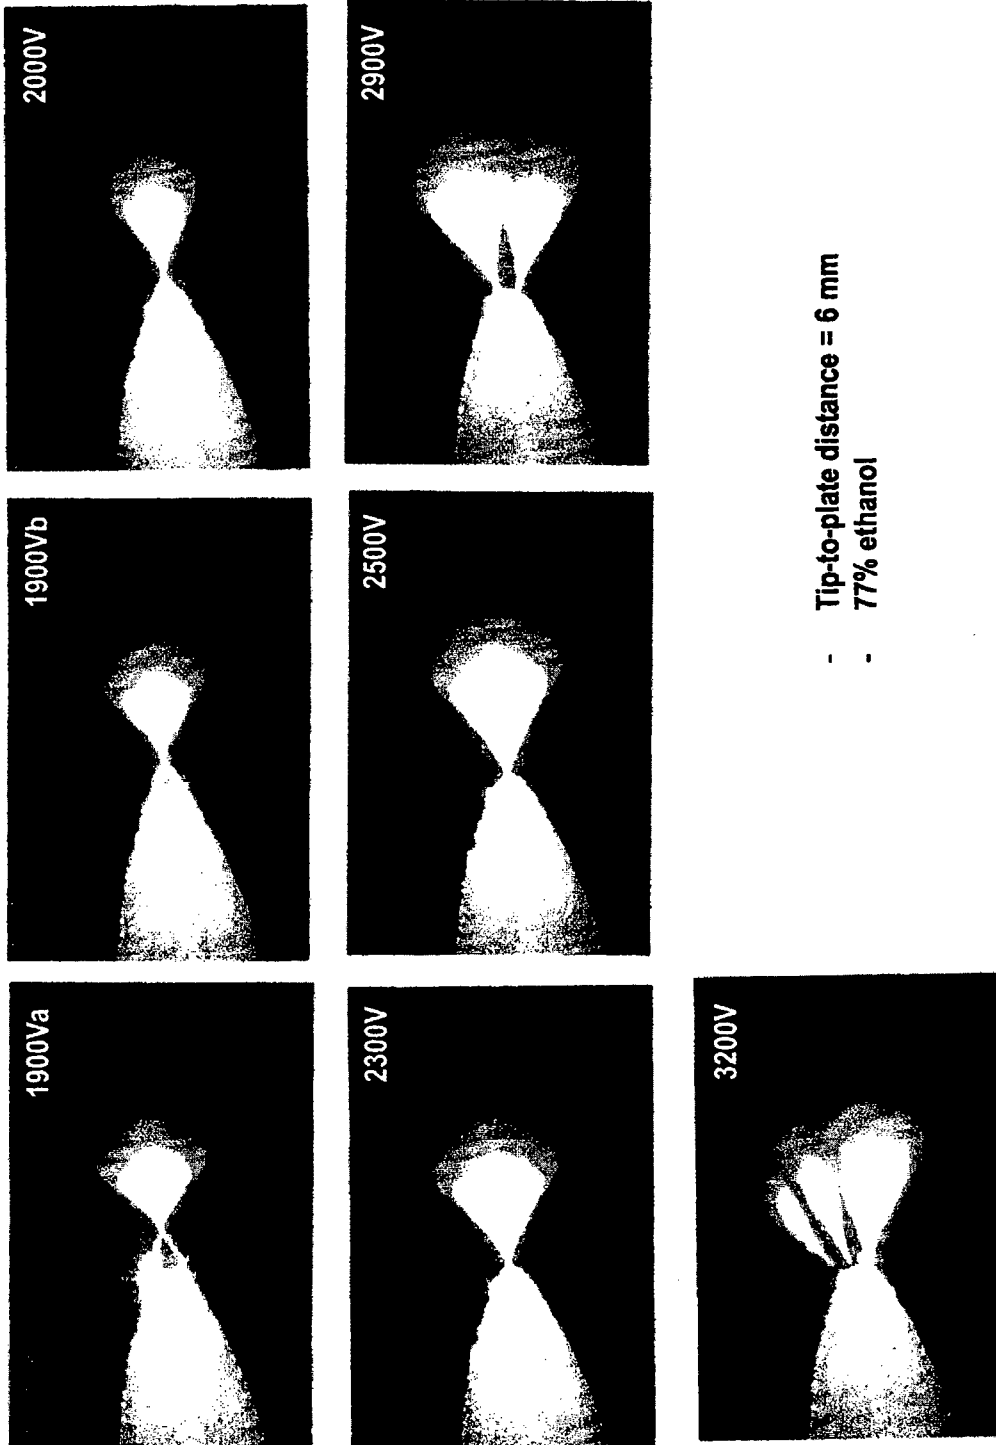 1900Va
1900Vb
2000V
2300V
2500V
2900V
3200V
- Tip-to-plate distance = 6 mm
- 77% ethanol